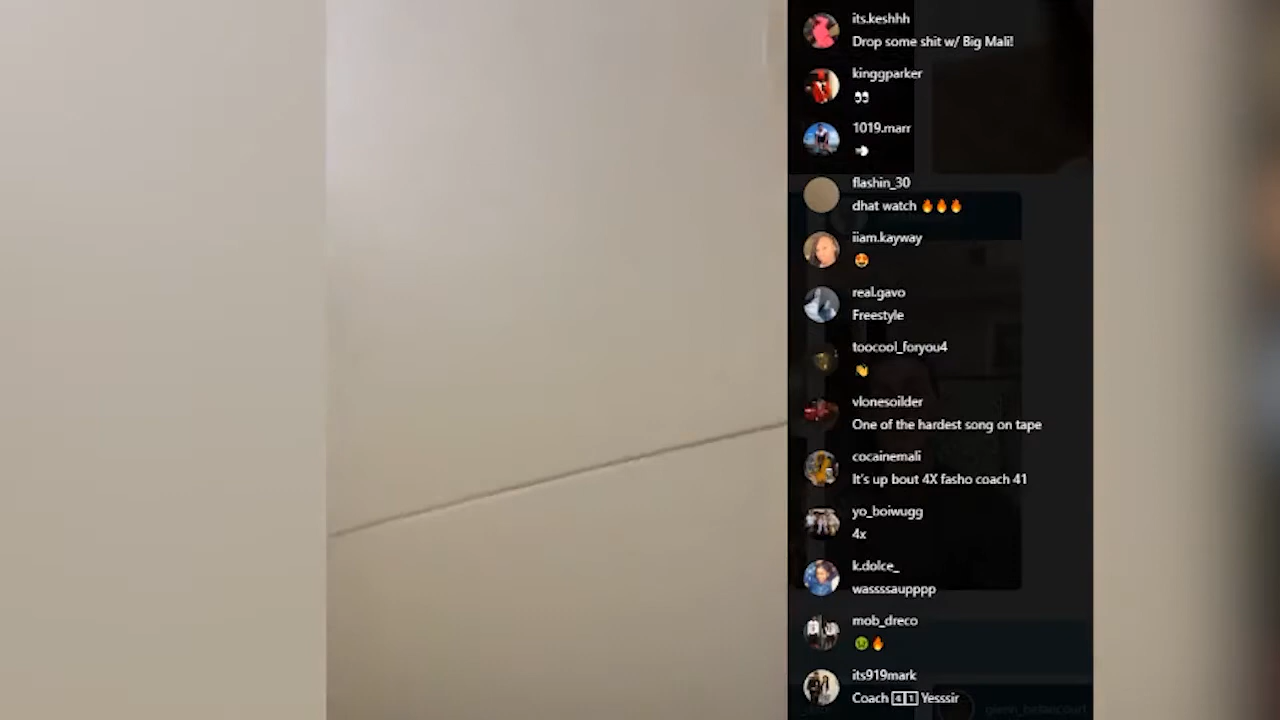 its.keshhh
Drop some shit w/ Big Mali!
kinggparker
👀
1019.marr
flashin_30
dhat watch 🔥🔥🔥
iiam.kayway
😍
real.gavo
Freestyle
toocool_foryou4
👋
vlonesoilder
One of the hardest song on tape
cocainemali
It's up bout 4X fasho coach 41
yo_boiwugg
4x
k.dolce_
wassssaupppp
mob_dreco
🤢🔥
its919mark
Coach 4️⃣1️⃣ Yesssir